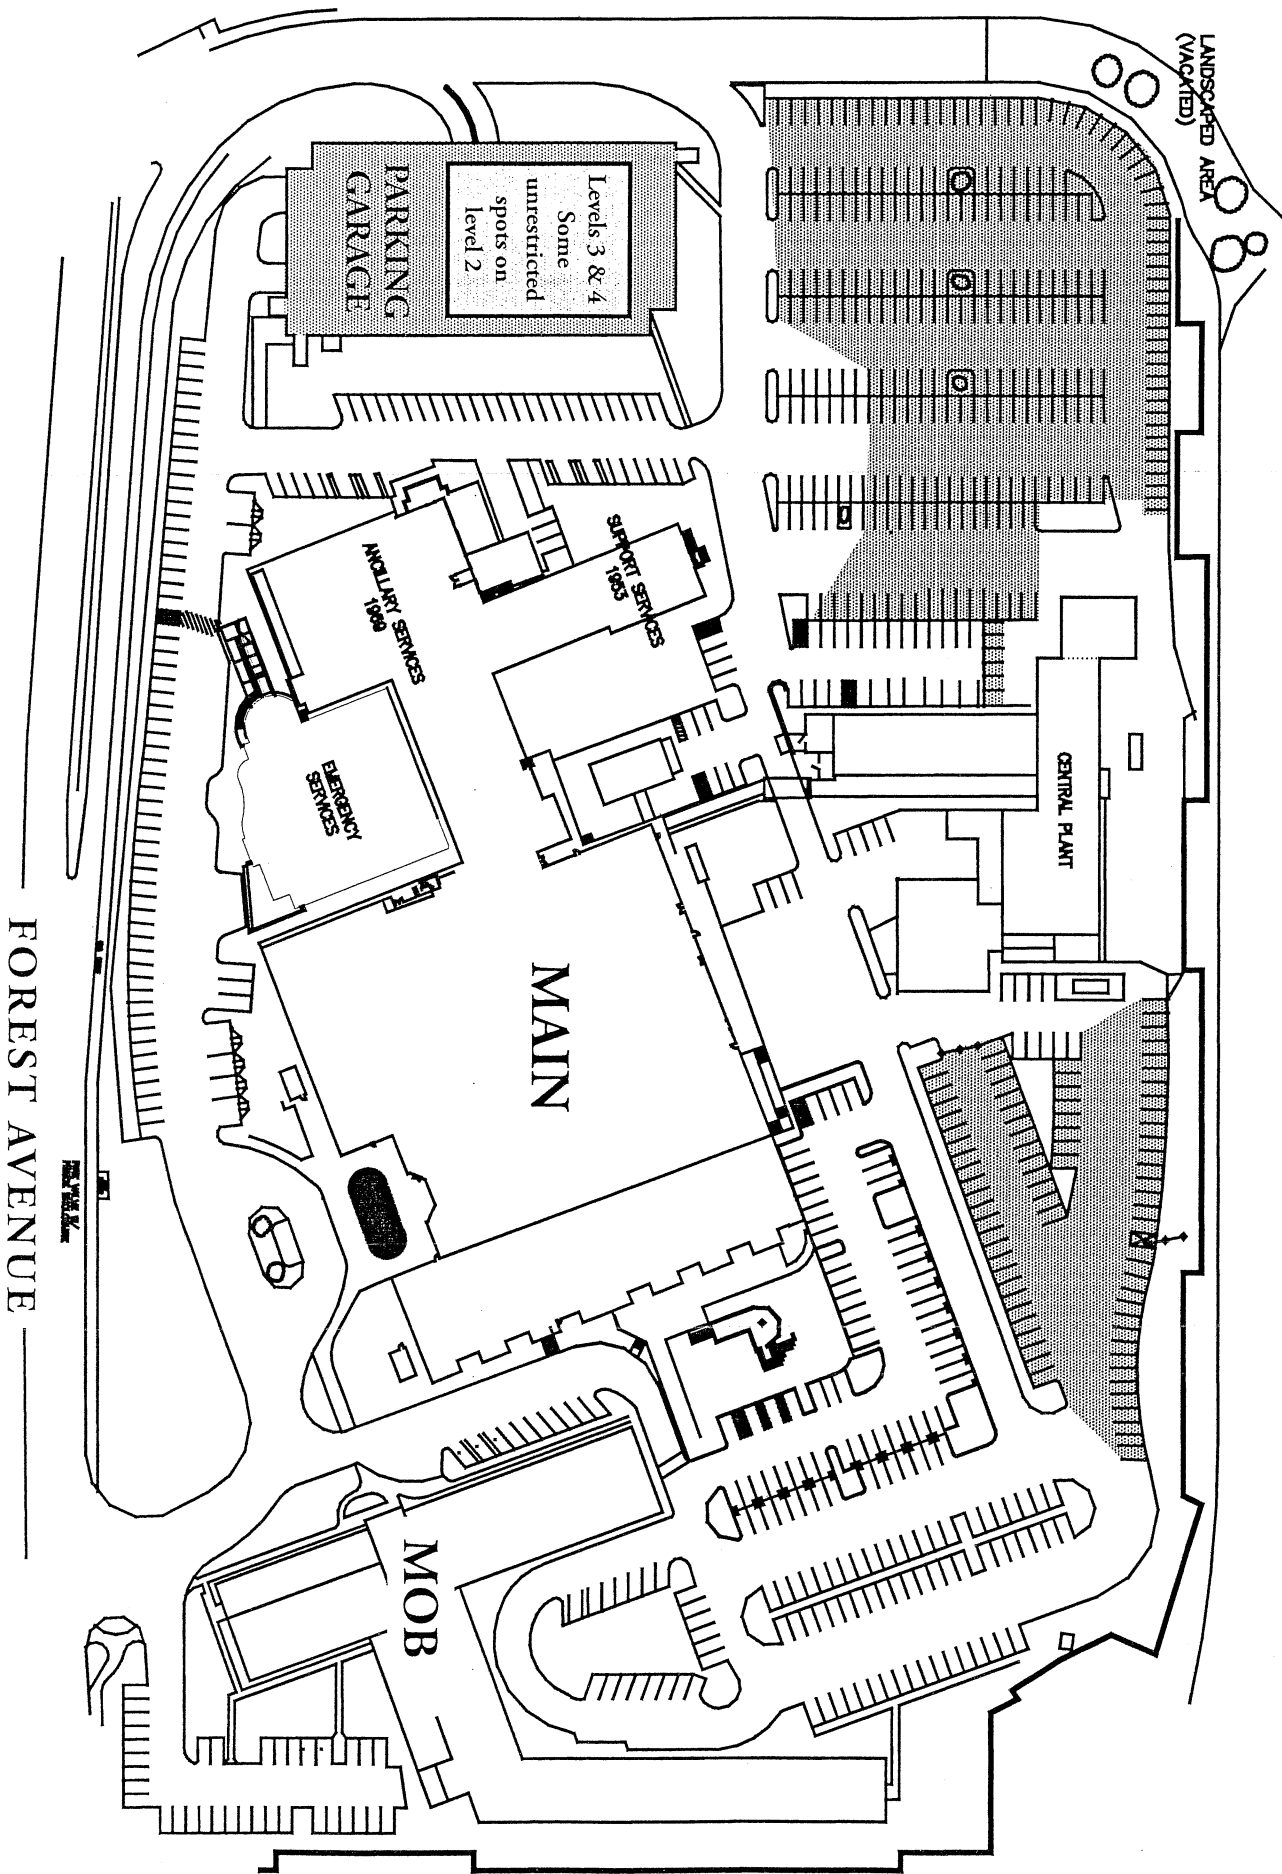 LANDSCAPED AREA
(VACATED)
PARKING
GARAGE
Levels 3 & 4
Some
unrestricted
spots on
level 2
SUPPORT SERVICES
1953
ANCILLARY SERVICES
1969
EMERGENCY
SERVICES
CENTRAL PLANT
MAIN
MOB
FOREST AVENUE